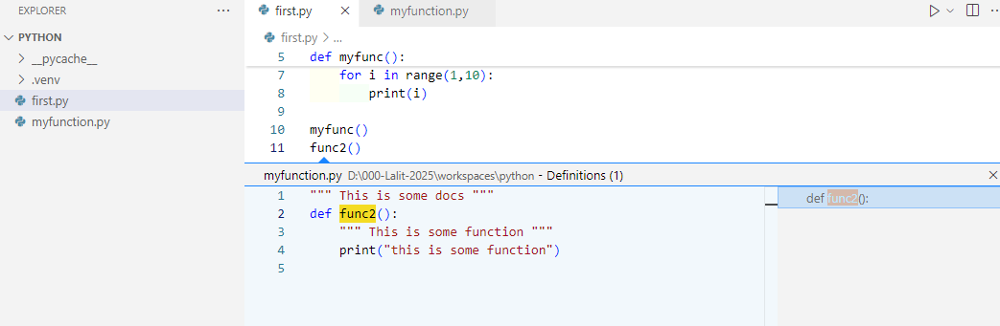 EXPLORER ...
PYTHON
__pycache__
.venv
first.py
myfunction.py
first.py myfunction.py
first.py > ...
5 def myfunc():
7 for i in range(1,10):
8 print(i)
9
10 myfunc()
11 func2()
myfunction.py D:\000-Lalit-2025\workspaces\python - Definitions (1)
1 """ This is some docs """
2 def func2():
3 """ This is some function """
4 print("this is some function")
5
def func2():